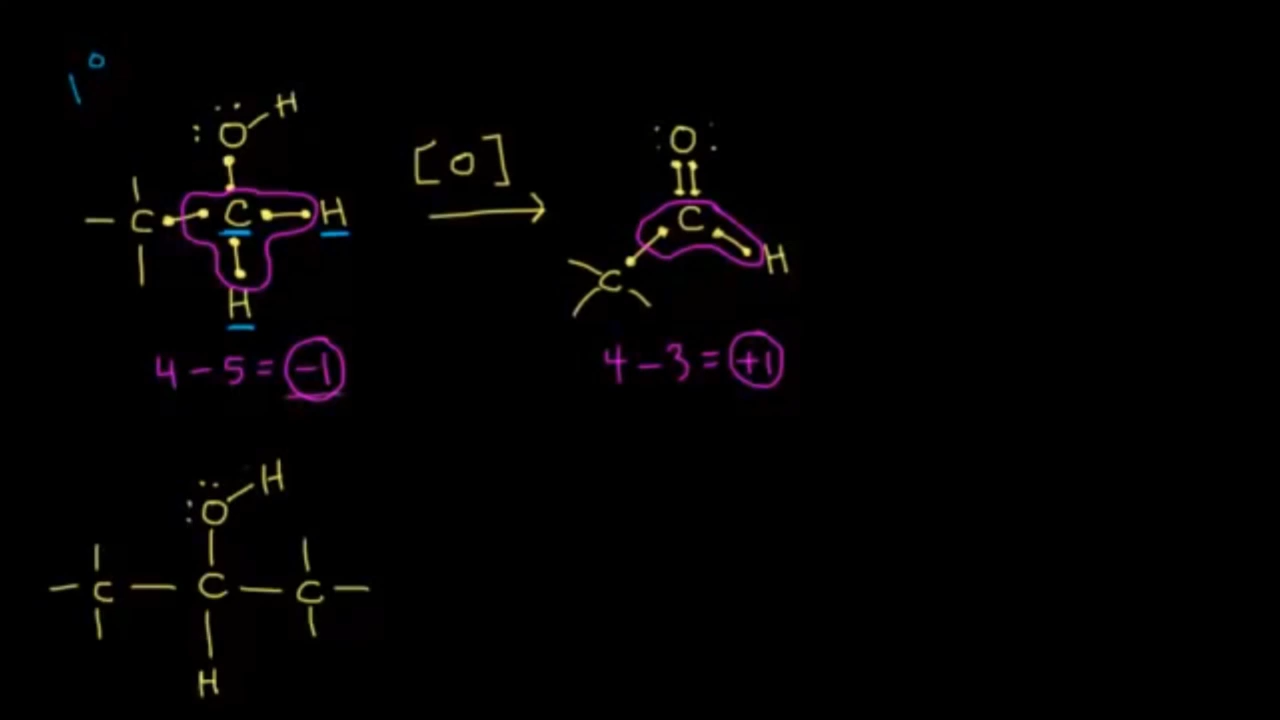 1°
H
:O
[O]
:O:
C C H
C
H
C H
4 - 5 = -1
4 - 3 = +1
H
:O
C C C
H